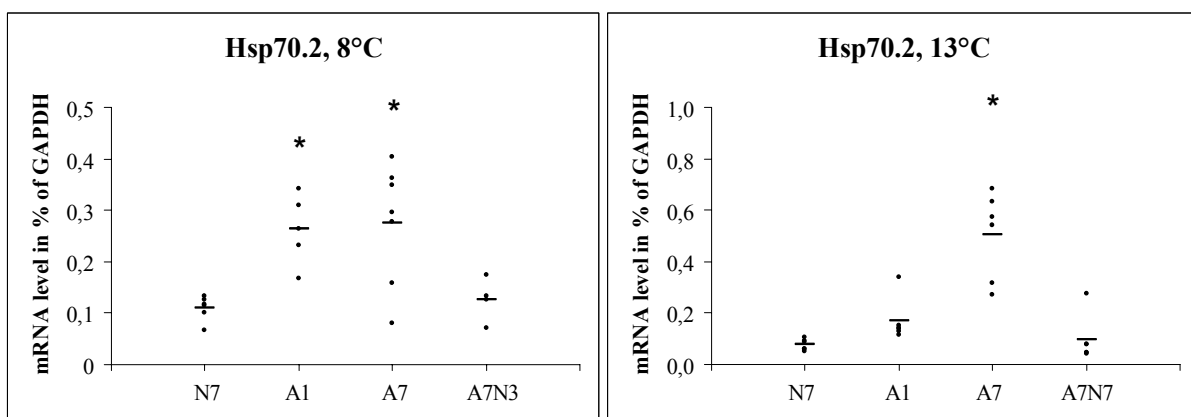 Hsp70.2, 8°C
mRNA level in % of GAPDH
0,5
*
*
0,4
0,3
0,2
0,1
0
N7 A1 A7 A7N3
Hsp70.2, 13°C
mRNA level in % of GAPDH
1,0
*
0,8
0,6
0,4
0,2
0,0
N7 A1 A7 A7N7